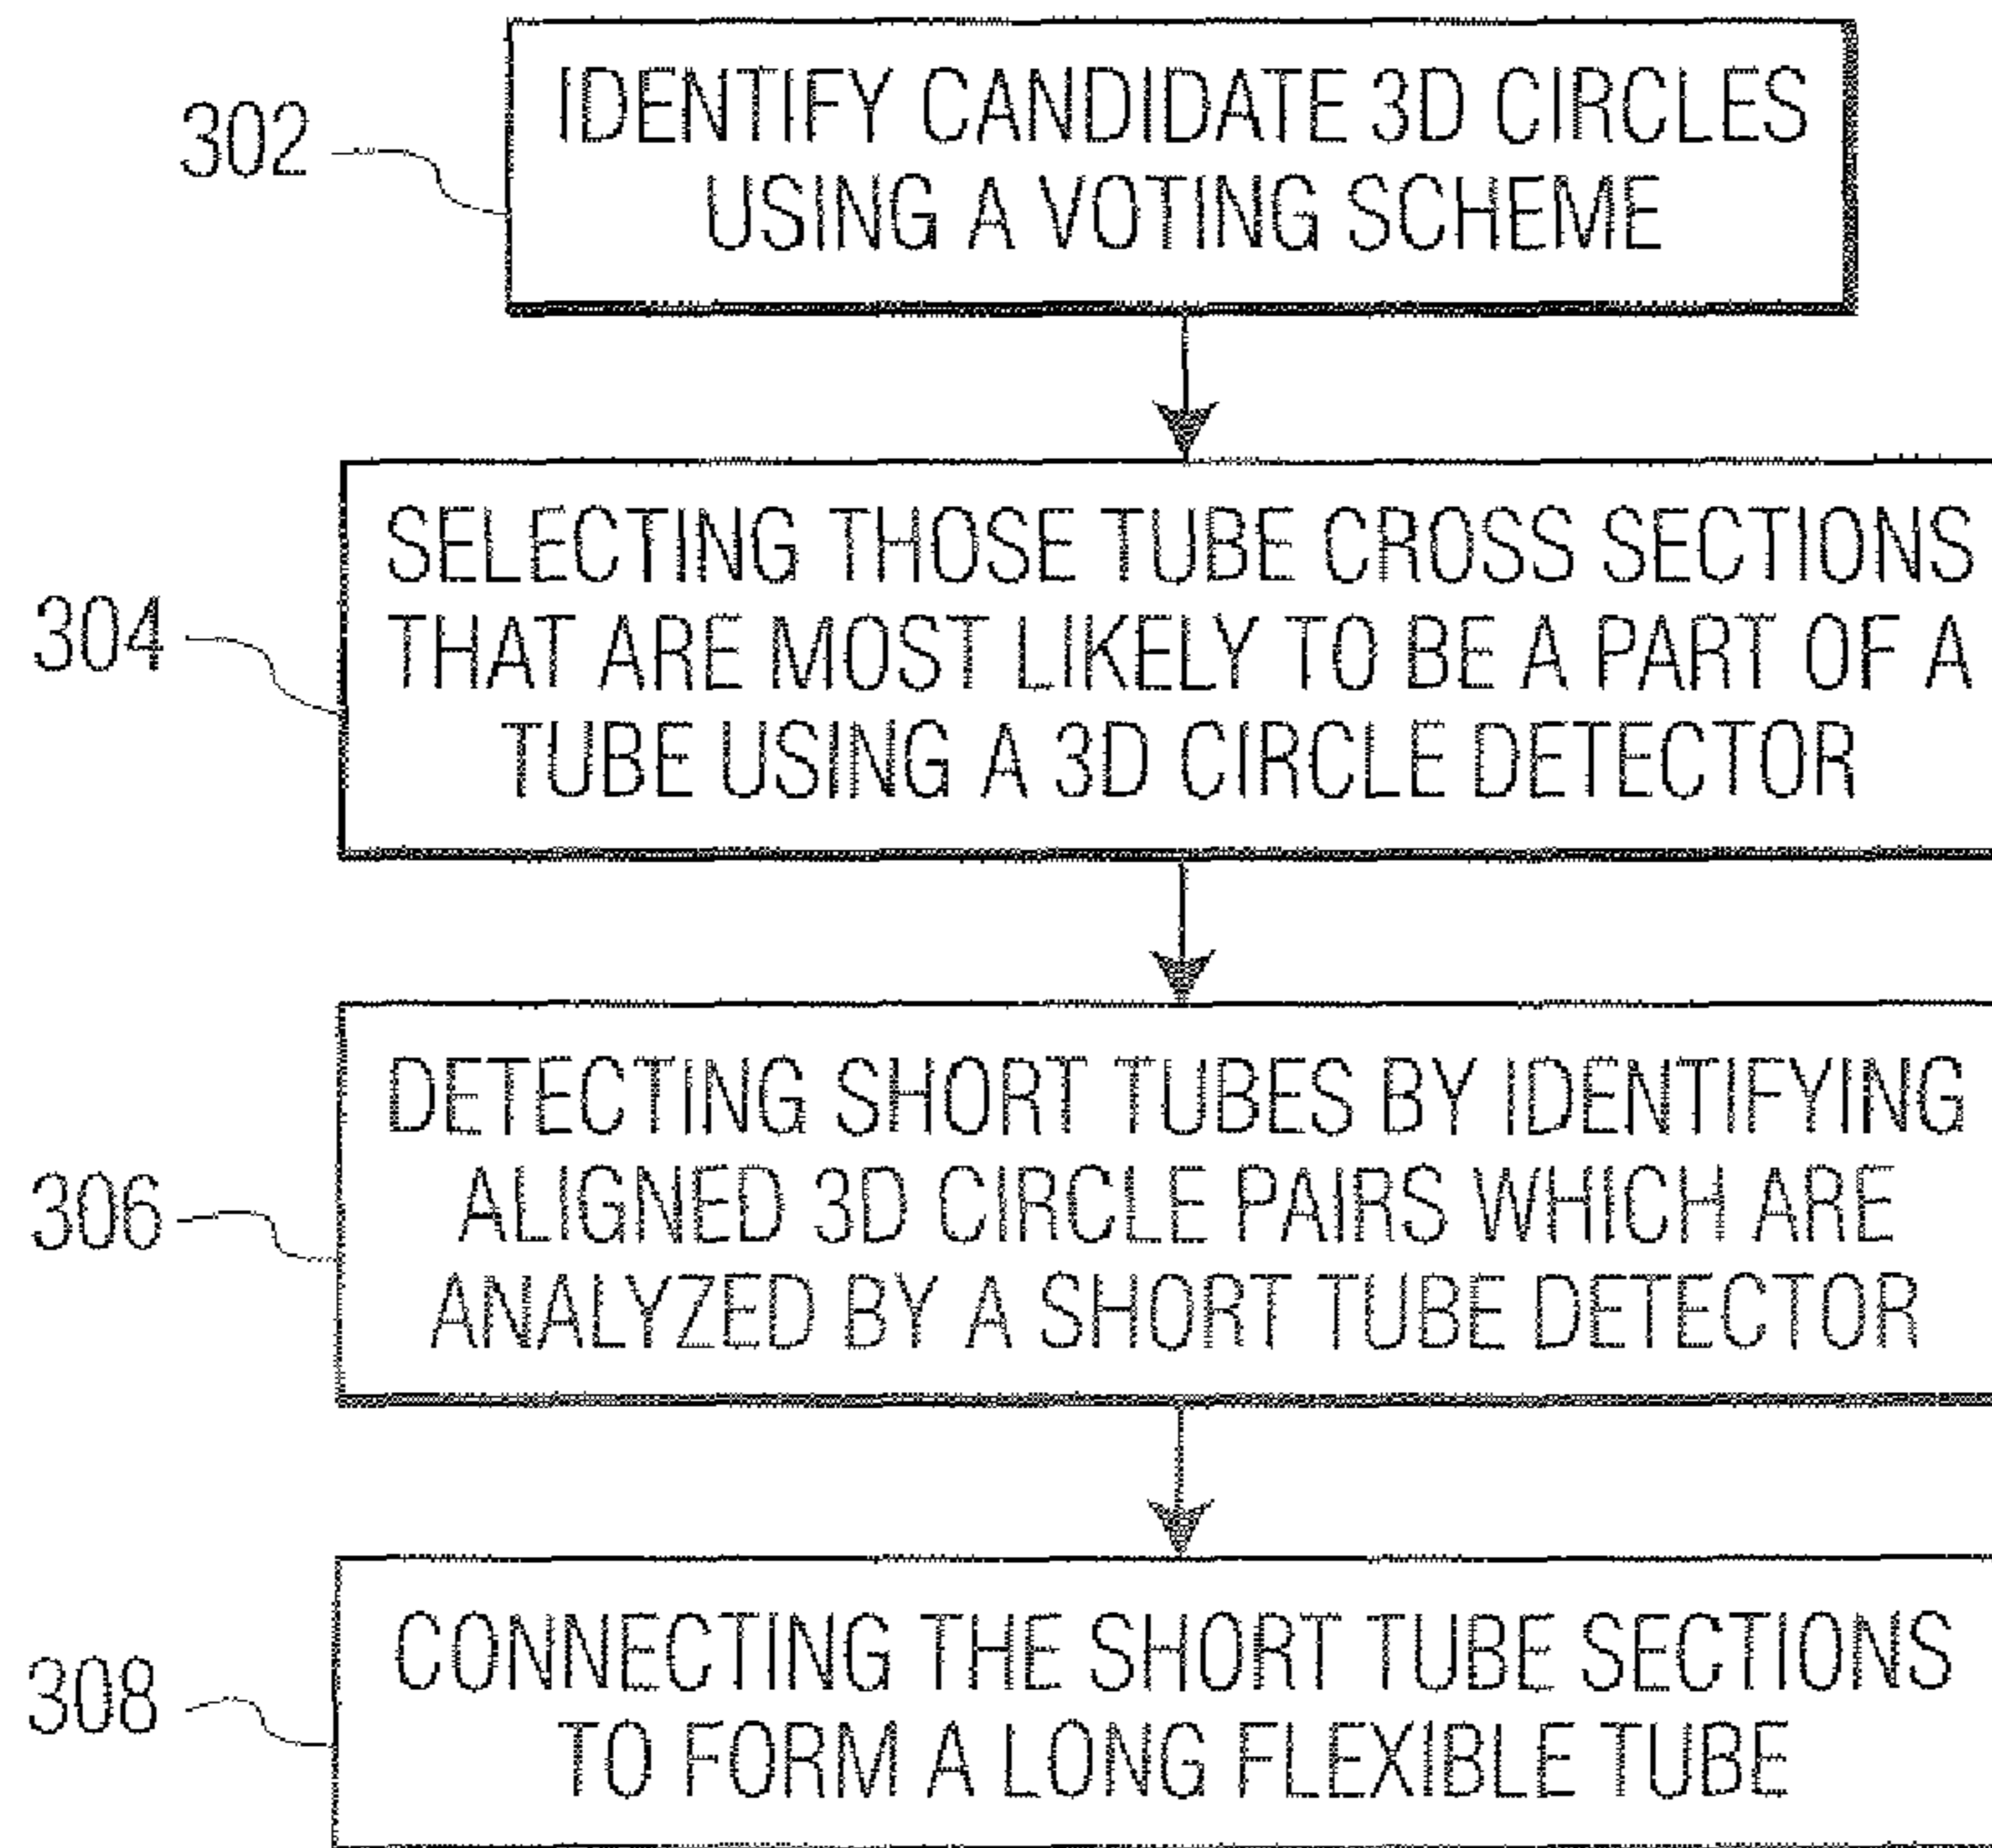 302
IDENTIFY CANDIDATE 3D CIRCLES
USING A VOTING SCHEME
304
SELECTING THOSE TUBE CROSS SECTIONS
THAT ARE MOST LIKELY TO BE A PART OF A
TUBE USING A 3D CIRCLE DETECTOR
306
DETECTING SHORT TUBES BY IDENTIFYING
ALIGNED 3D CIRCLE PAIRS WHICH ARE
ANALYZED BY A SHORT TUBE DETECTOR
308
CONNECTING THE SHORT TUBE SECTIONS
TO FORM A LONG FLEXIBLE TUBE